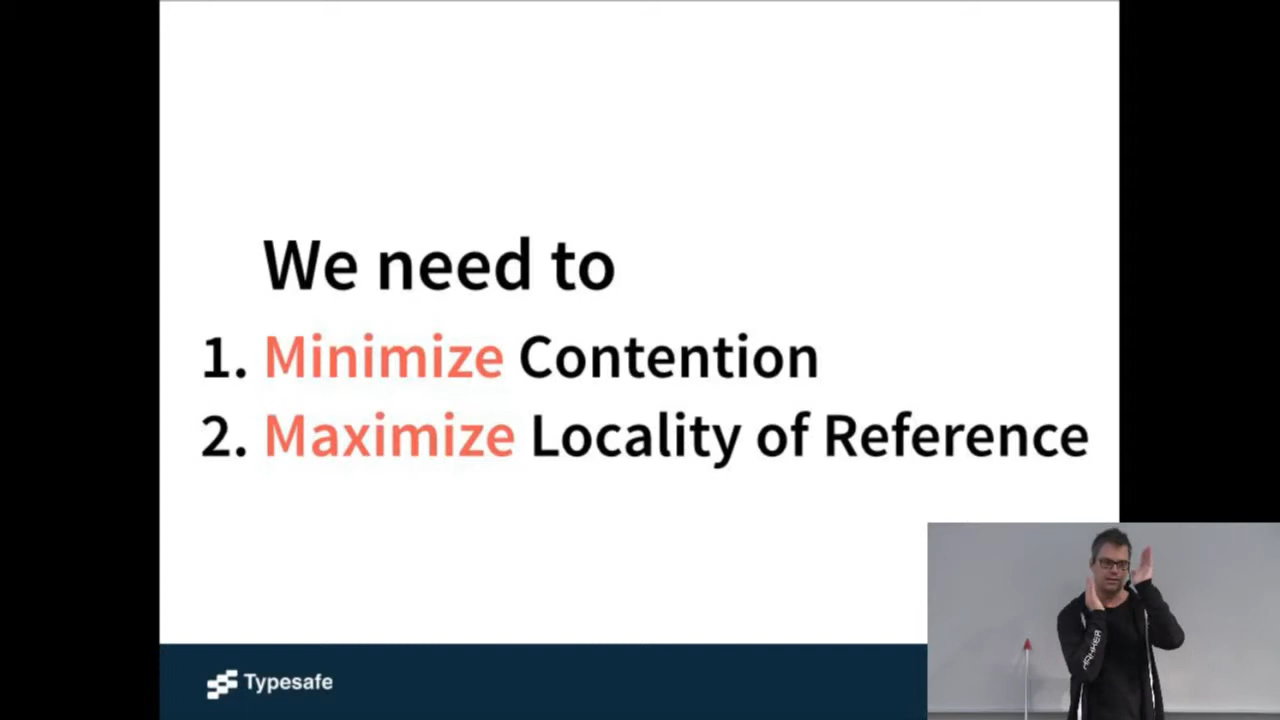 We need to
1. Minimize Contention
2. Maximize Locality of Reference
Typesafe